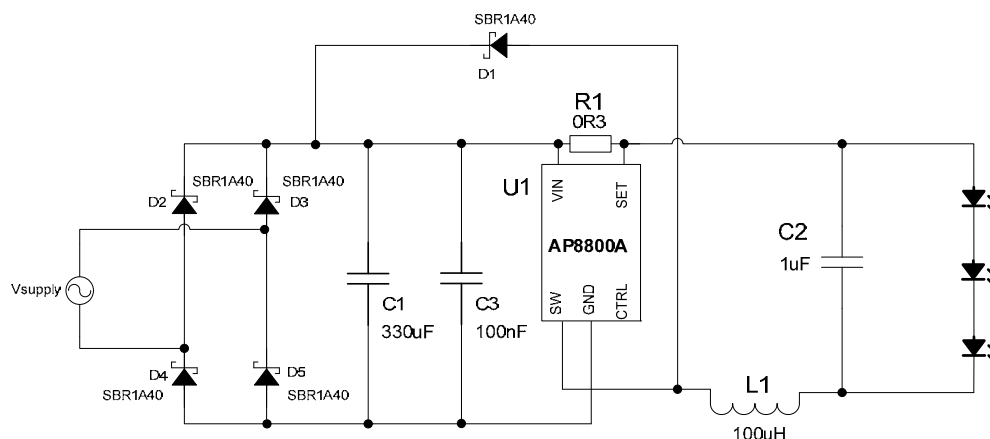 SBR1A40
D1
R1
0R3
U1
VIN
SET
AP8800A
SW
GND
CTRL
SBR1A40
SBR1A40
D2
D3
Vsupply
C1
330uF
C3
100nF
C2
1uF
D4
SBR1A40
D5
SBR1A40
L1
100uH